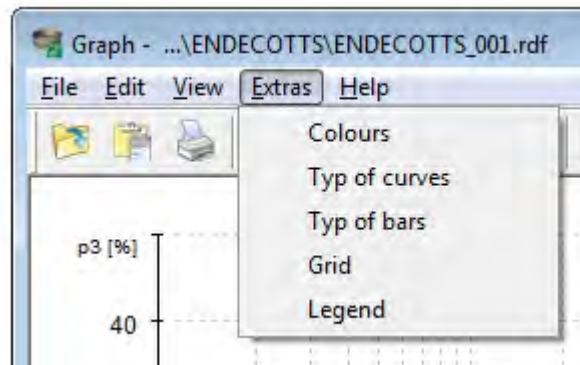 Graph - ...\ENDECOTTS\ENDECOTTS_001.rdf
File Edit View Extras Help
Colours
Typ of curves
Typ of bars
Grid
Legend
p3 [%]
40